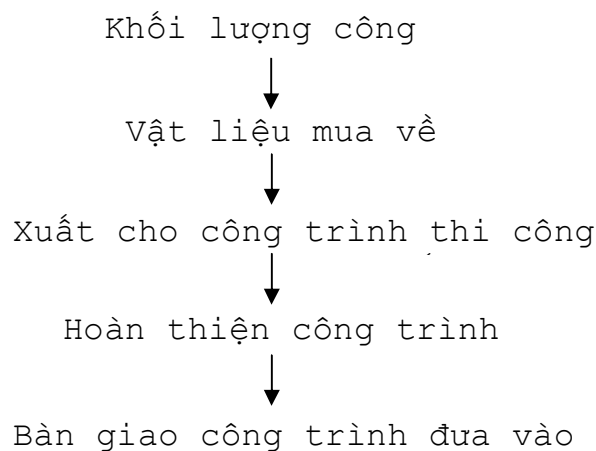 Khối lượng công
Vật liệu mua về
Xuất cho công trình thi công
Hoàn thiện công trình
Bàn giao công trình đưa vào